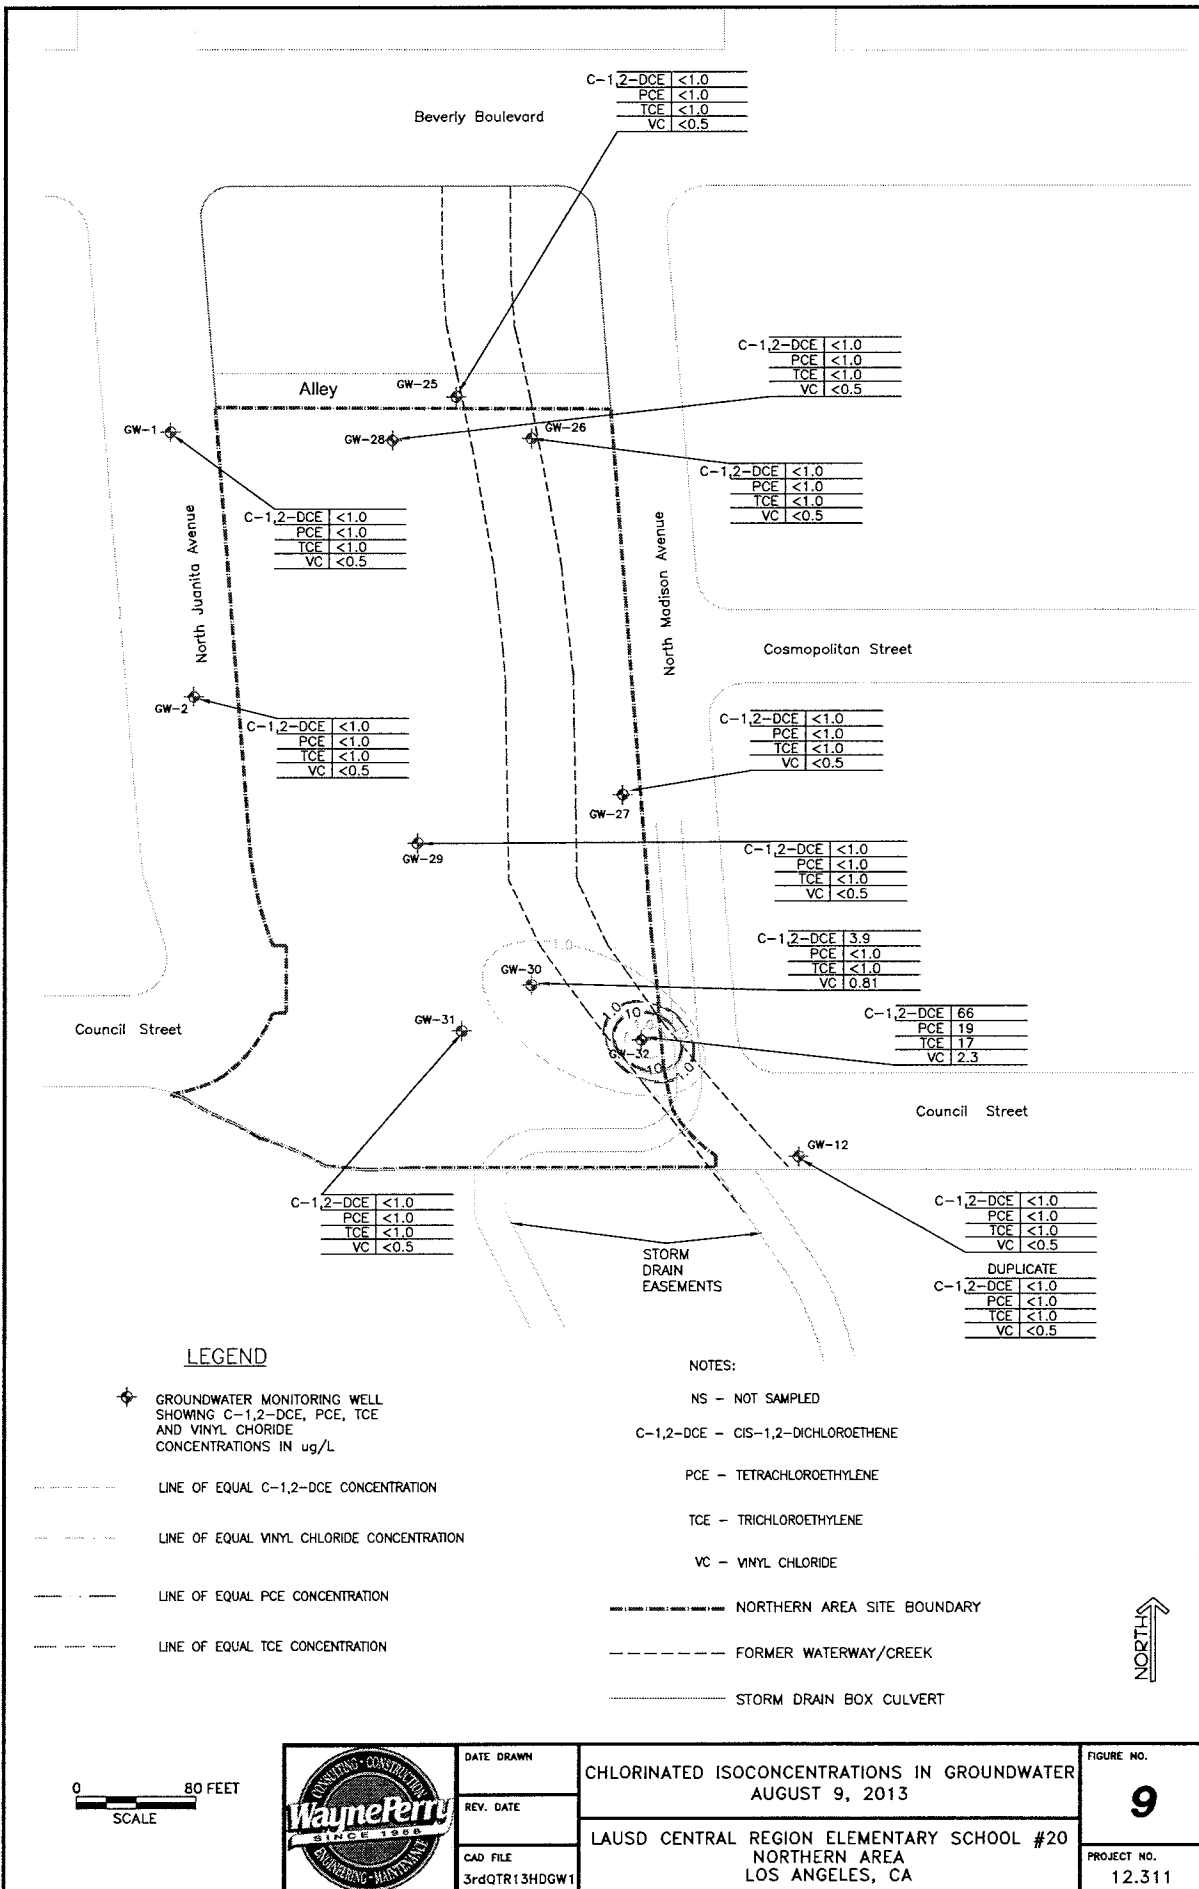 Beverly Boulevard
C-1,2-DCE <1.0
PCE <1.0
TCE <1.0
VC <0.5
C-1,2-DCE <1.0
PCE <1.0
TCE <1.0
VC <0.5
Alley
GW-25
GW-1
GW-28
GW-26
C-1,2-DCE <1.0
PCE <1.0
TCE <1.0
VC <0.5
C-1,2-DCE <1.0
PCE <1.0
TCE <1.0
VC <0.5
North Juanita Avenue
North Madison Avenue
Cosmopolitan Street
GW-2
C-1,2-DCE <1.0
PCE <1.0
TCE <1.0
VC <0.5
C-1,2-DCE <1.0
PCE <1.0
TCE <1.0
VC <0.5
GW-27
GW-29
C-1,2-DCE <1.0
PCE <1.0
TCE <1.0
VC <0.5
C-1,2-DCE 3.9
PCE <1.0
TCE <1.0
VC 0.81
1.0
GW-30
GW-31
1.0
10
1.0
GW-32
10
1.0
C-1,2-DCE 66
PCE 19
TCE 17
VC 2.3
Council Street
Council Street
GW-12
C-1,2-DCE <1.0
PCE <1.0
TCE <1.0
VC <0.5
STORM
DRAIN
EASEMENTS
C-1,2-DCE <1.0
PCE <1.0
TCE <1.0
VC <0.5
DUPLICATE
C-1,2-DCE <1.0
PCE <1.0
TCE <1.0
VC <0.5
LEGEND
GROUNDWATER MONITORING WELL
SHOWING C-1,2-DCE, PCE, TCE
AND VINYL CHORIDE
CONCENTRATIONS IN ug/L
LINE OF EQUAL C-1,2-DCE CONCENTRATION
LINE OF EQUAL VINYL CHLORIDE CONCENTRATION
LINE OF EQUAL PCE CONCENTRATION
LINE OF EQUAL TCE CONCENTRATION
NOTES:
NS - NOT SAMPLED
C-1,2-DCE - CIS-1,2-DICHLOROETHENE
PCE - TETRACHLOROETHYLENE
TCE - TRICHLOROETHYLENE
VC - VINYL CHLORIDE
NORTHERN AREA SITE BOUNDARY
FORMER WATERWAY/CREEK
STORM DRAIN BOX CULVERT
NORTH
0 80 FEET
SCALE
CONSULTING · CONSTRUCTION
WaynePerry
SINCE 1968
ENGINEERING · MAINTENANCE
DATE DRAWN
REV. DATE
CAD FILE
3rdQTR13HDGW1
CHLORINATED ISOCONCENTRATIONS IN GROUNDWATER
AUGUST 9, 2013
LAUSD CENTRAL REGION ELEMENTARY SCHOOL #20
NORTHERN AREA
LOS ANGELES, CA
FIGURE NO.
9
PROJECT NO.
12.311